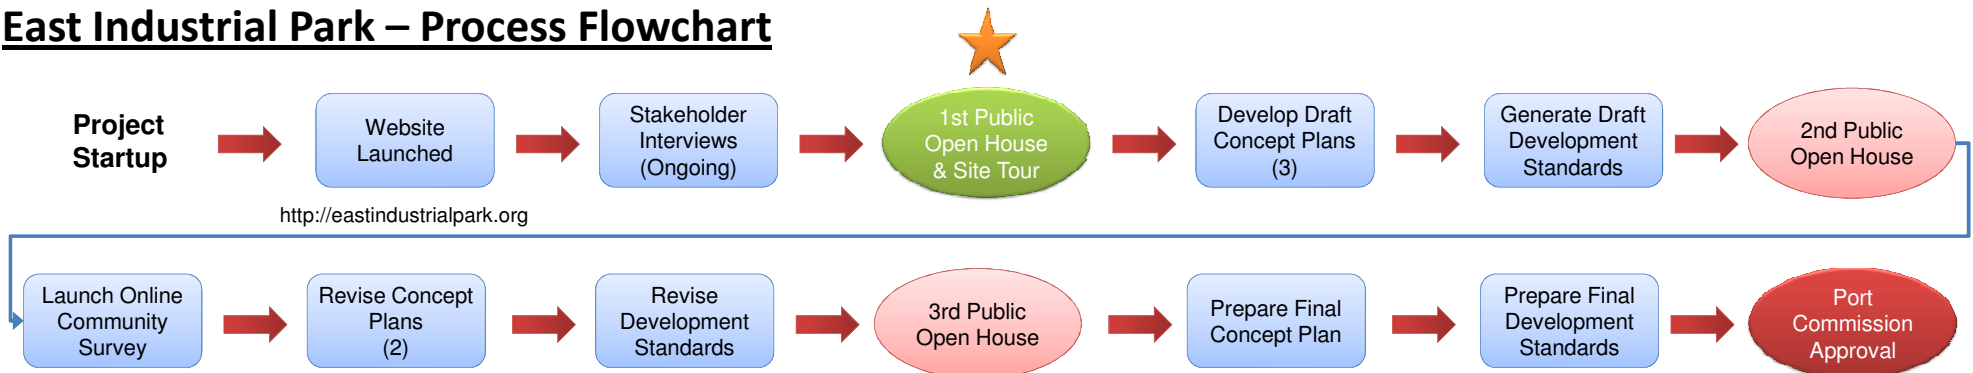 East Industrial Park – Process Flowchart
Project
Startup
Website
Launched
http://eastindustrialpark.org
Stakeholder
Interviews
(Ongoing)
1st Public
Open House
& Site Tour
Develop Draft
Concept Plans
(3)
Generate Draft
Development
Standards
2nd Public
Open House
Launch Online
Community
Survey
Revise Concept
Plans
(2)
Revise
Development
Standards
3rd Public
Open House
Prepare Final
Concept Plan
Prepare Final
Development
Standards
Port
Commission
Approval